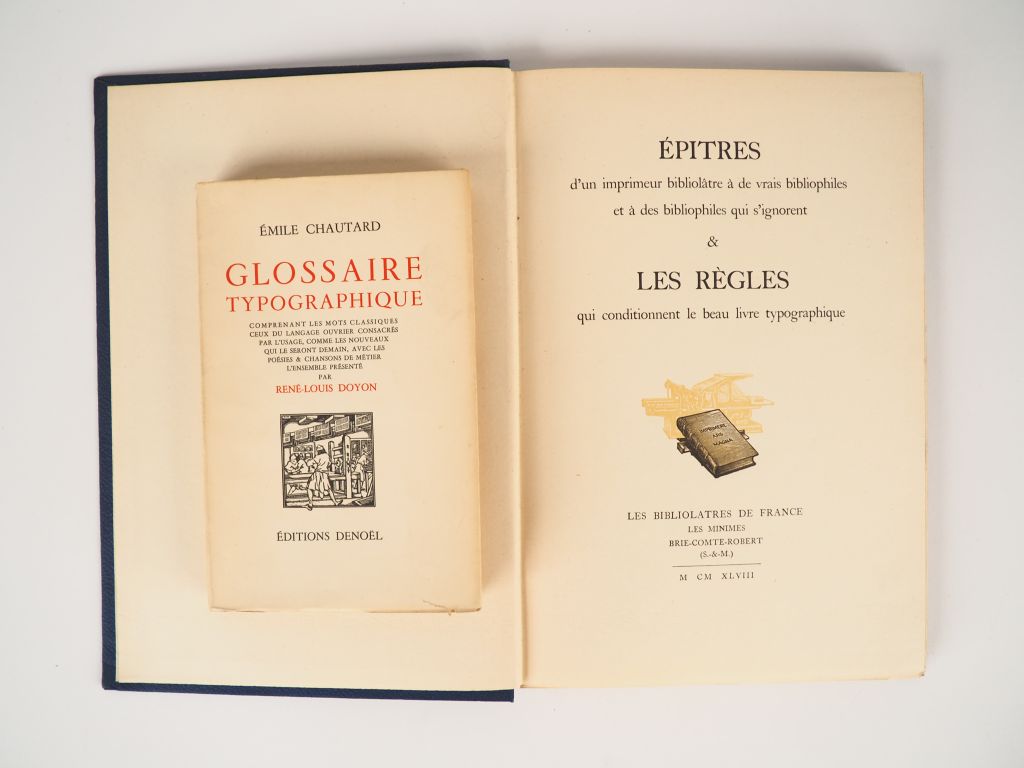 ÉMILE CHAUTARD
GLOSSAIRE
TYPOGRAPHIQUE
COMPRENANT LES MOTS CLASSIQUES
CEUX DU LANGAGE OUVRIER CONSACRÉS
PAR L'USAGE, COMME LES NOUVEAUX
QUI LE SERONT DEMAIN, AVEC LES
POÉSIES & CHANSONS DE MÉTIER
L'ENSEMBLE PRÉSENTÉ
PAR
RENÉ-LOUIS DOYON
ÉDITIONS DENOËL
ÉPITRES
d'un imprimeur bibliolâtre à de vrais bibliophiles
et à des bibliophiles qui s'ignorent
&
LES RÈGLES
qui conditionnent le beau livre typographique
IMPRIMERE
ARS
MAGNA
LES BIBLIOLATRES DE FRANCE
LES MINIMES
BRIE-COMTE-ROBERT
(S.-&-M.)
M CM XLVIII